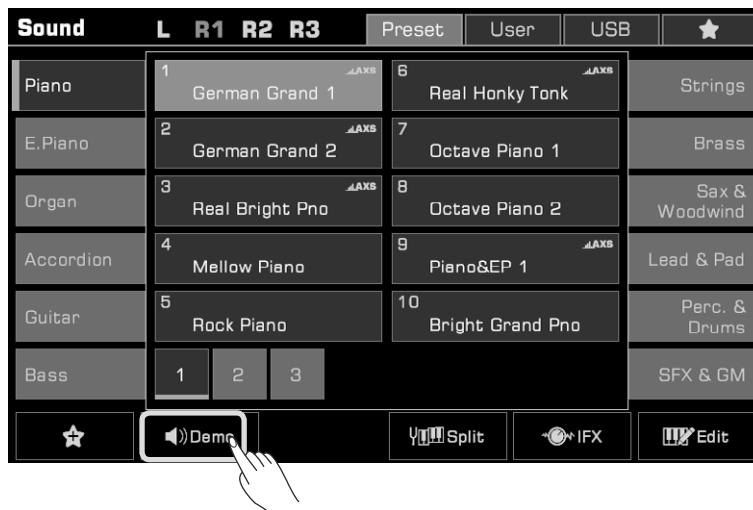 Sound L R1 R2 R3 Preset User USB
Piano
E.Piano
Organ
Accordion
Guitar
Bass
1 AXS
German Grand 1
2 AXS
German Grand 2
3 AXS
Real Bright Pno
4
Mellow Piano
5
Rock Piano
6 AXS
Real Honky Tonk
7
Octave Piano 1
8
Octave Piano 2
9 AXS
Piano&EP 1
10
Bright Grand Pno
1 2 3
Strings
Brass
Sax &
Woodwind
Lead & Pad
Perc. &
Drums
SFX & GM
Demo Split IFX Edit